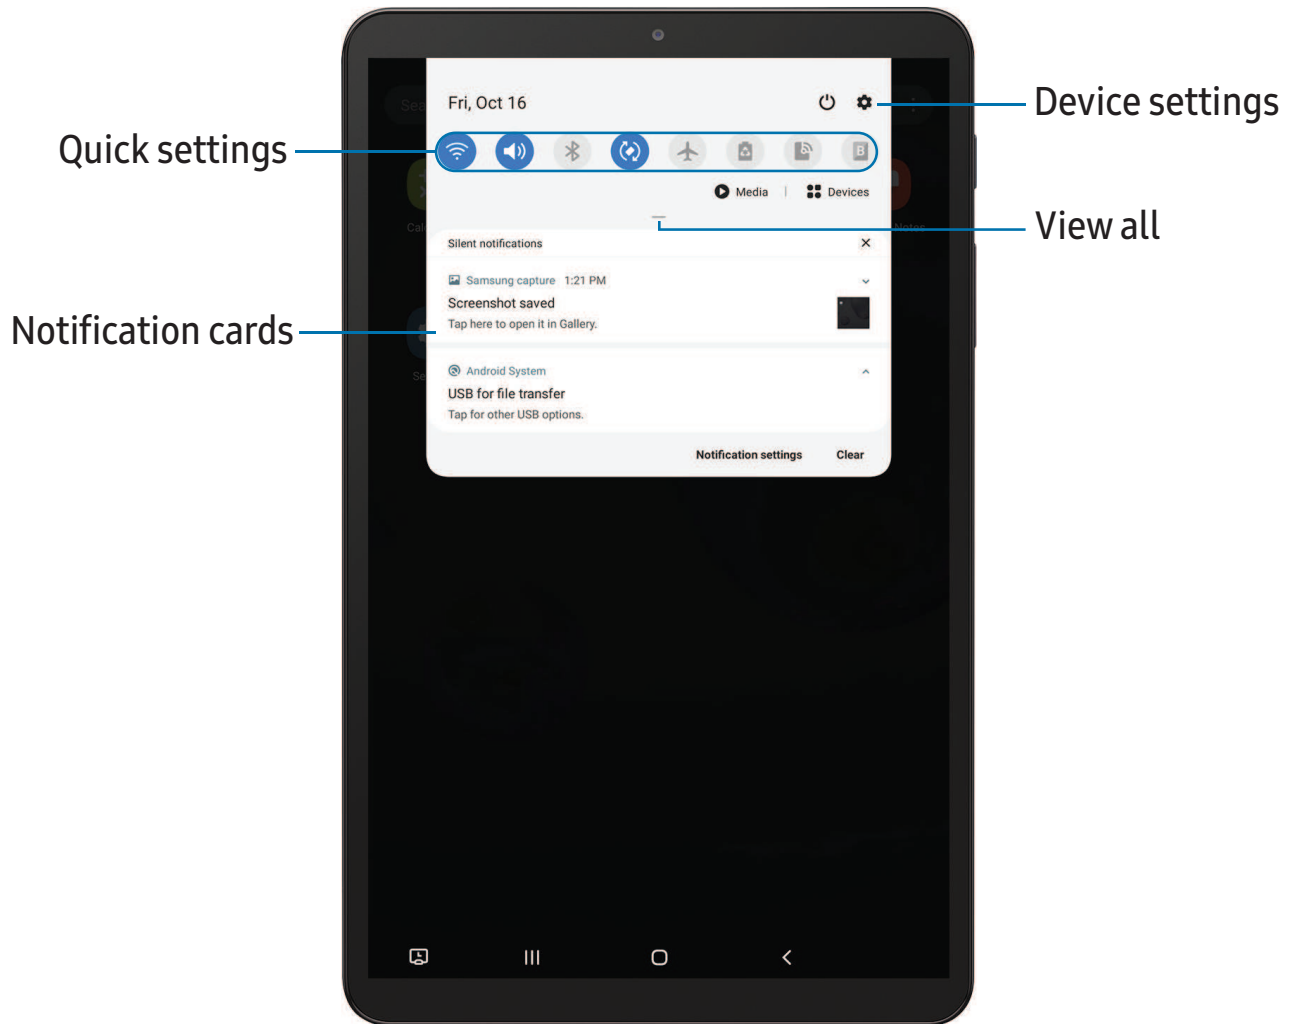 Fri, Oct 16
Device settings
Quick settings
Media
Devices
View all
Silent notifications
Samsung capture 1:21 PM
Screenshot saved
Tap here to open it in Gallery.
Notification cards
Android System
USB for file transfer
Tap for other USB options.
Notification settings
Clear
Notes